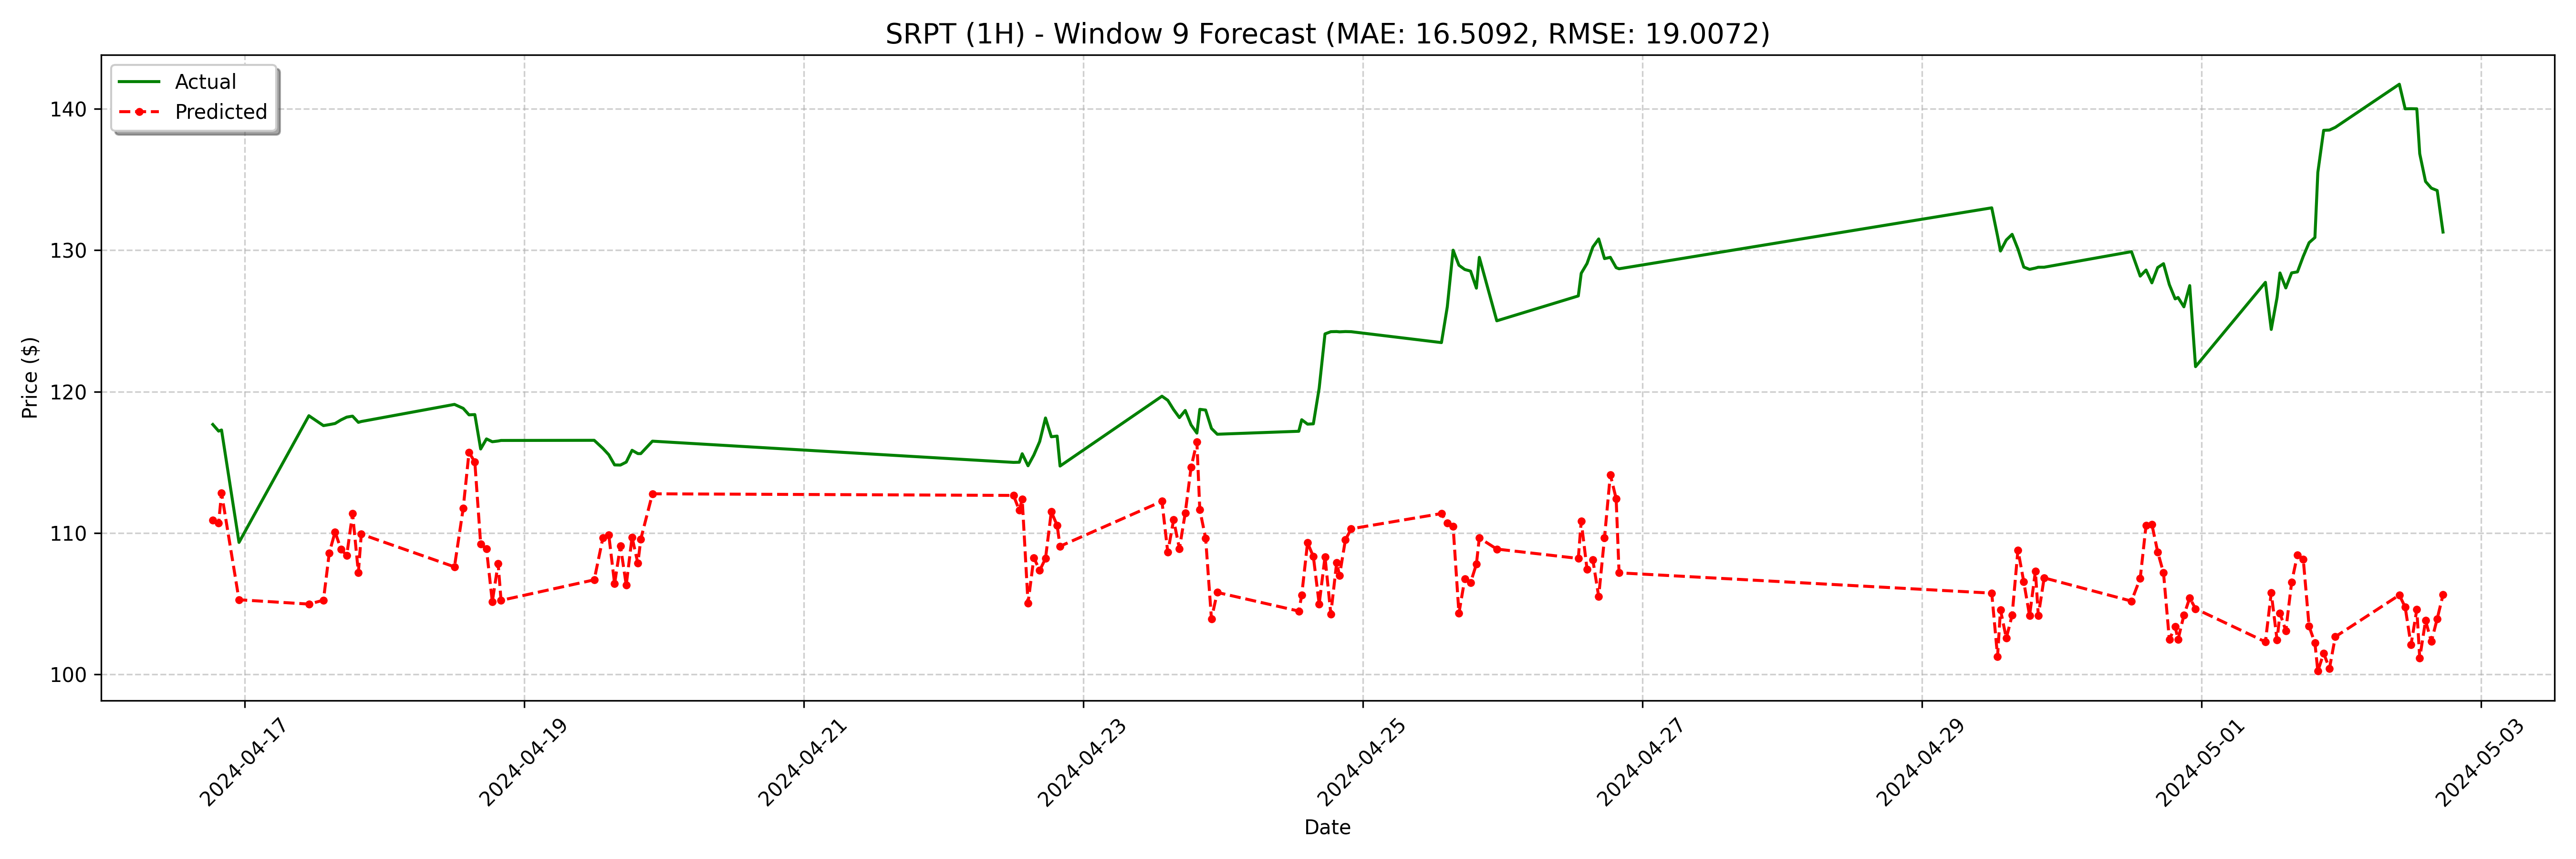 SRPT (1H) - Window 9 Forecast (MAE: 16.5092, RMSE: 19.0072)
Actual
Predicted
Price ($)
140
130
120
110
100
2024-04-17
2024-04-19
2024-04-21
2024-04-23
2024-04-25
2024-04-27
2024-04-29
2024-05-01
2024-05-03
Date